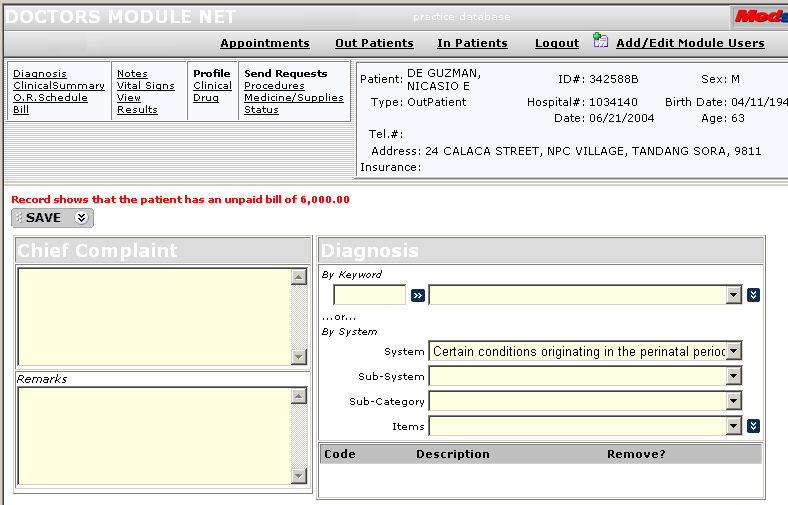 DOCTORS MODULE NET
practice database
Appointments Out Patients In Patients Logout Add/Edit Module Users
Diagnosis
ClinicalSummary
O.R.Schedule
Bill
Notes
Vital Signs
View
Results
Profile
Clinical
Drug
Send Requests
Procedures
Medicine/Supplies
Status
Patient: DE GUZMAN,
NICASIO E
ID#: 342588B
Sex: M
Type: OutPatient
Hospital#: 1034140
Birth Date: 04/11/194
Date: 06/21/2004
Age: 63
Tel.#:
Address: 24 CALACA STREET, NPC VILLAGE, TANDANG SORA, 9811
Insurance:
Record shows that the patient has an unpaid bill of 6,000.00
SAVE
Chief Complaint
Remarks
Diagnosis
By Keyword
...or...
By System
System Certain conditions originating in the perinatal period
Sub-System
Sub-Category
Items
Code Description Remove?